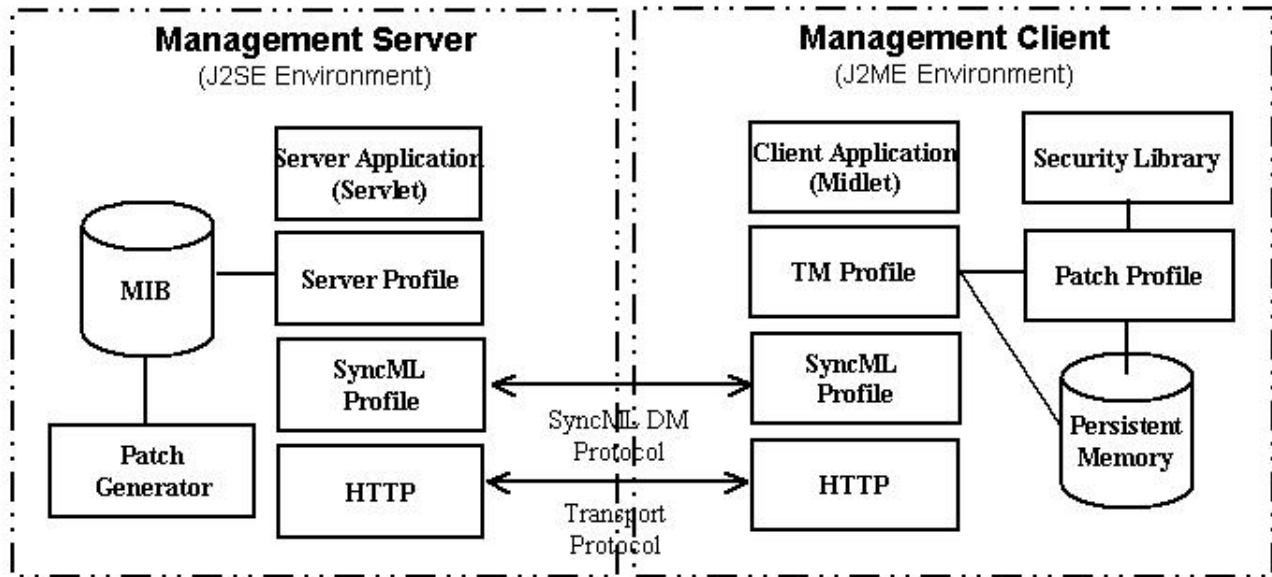 Management Server
(J2SE Environment)
Server Application
(Servlet)
MIB
Server Profile
SyncML
Profile
Patch
Generator
HTTP
SyncML DM
Protocol
Transport
Protocol
Management Client
(J2ME Environment)
Client Application
(Midlet)
Security Library
TM Profile
Patch Profile
SyncML
Profile
Persistent
Memory
HTTP